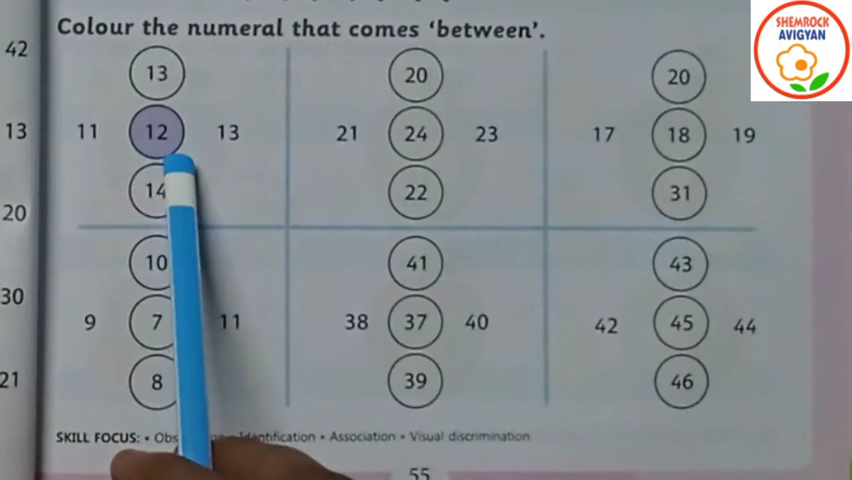 SHEMROCK
AVIGYAN
Colour the numeral that comes ‘between’.
42
13
20
30
21
13
11 12 13
14
20
21 24 23
22
20
17 18 19
31
10
9 7 11
8
41
38 37 40
39
43
42 45 44
46
SKILL FOCUS: • Obs dentification • Association • Visual discrimination
55